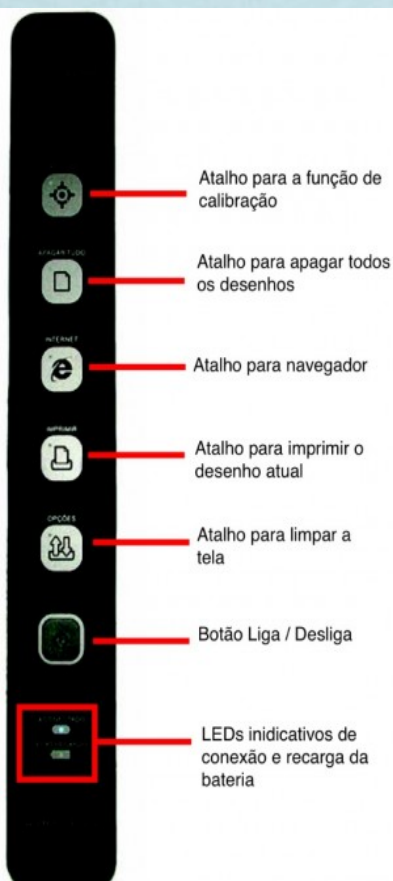 Atalho para a função de
calibração
APAGAR TUDO
Atalho para apagar todos
os desenhos
INTERNET
Atalho para navegador
IMPRIMIR
Atalho para imprimir o
desenho atual
OPÇÕES
Atalho para limpar a
tela
Botão Liga / Desliga
LEDs inidicativos de
conexão e recarga da
bateria